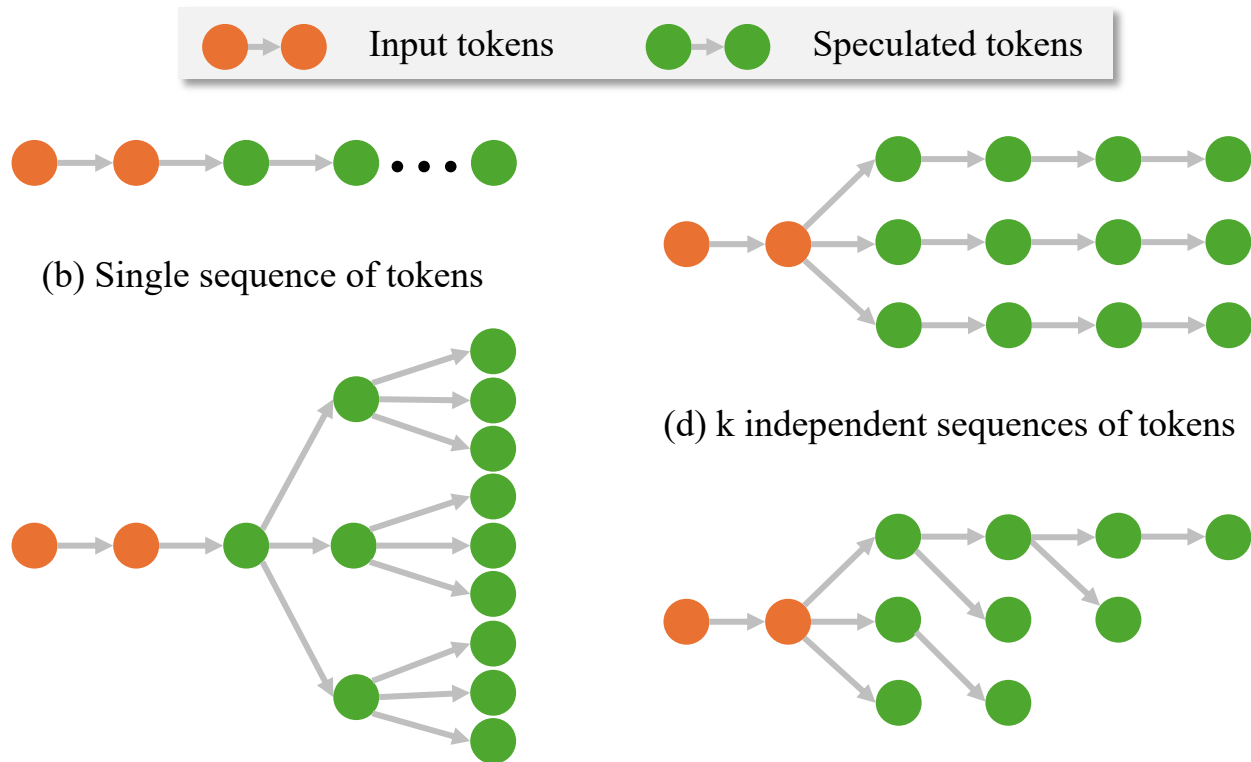 Input tokens
Speculated tokens
(b) Single sequence of tokens
(d) k independent sequences of tokens